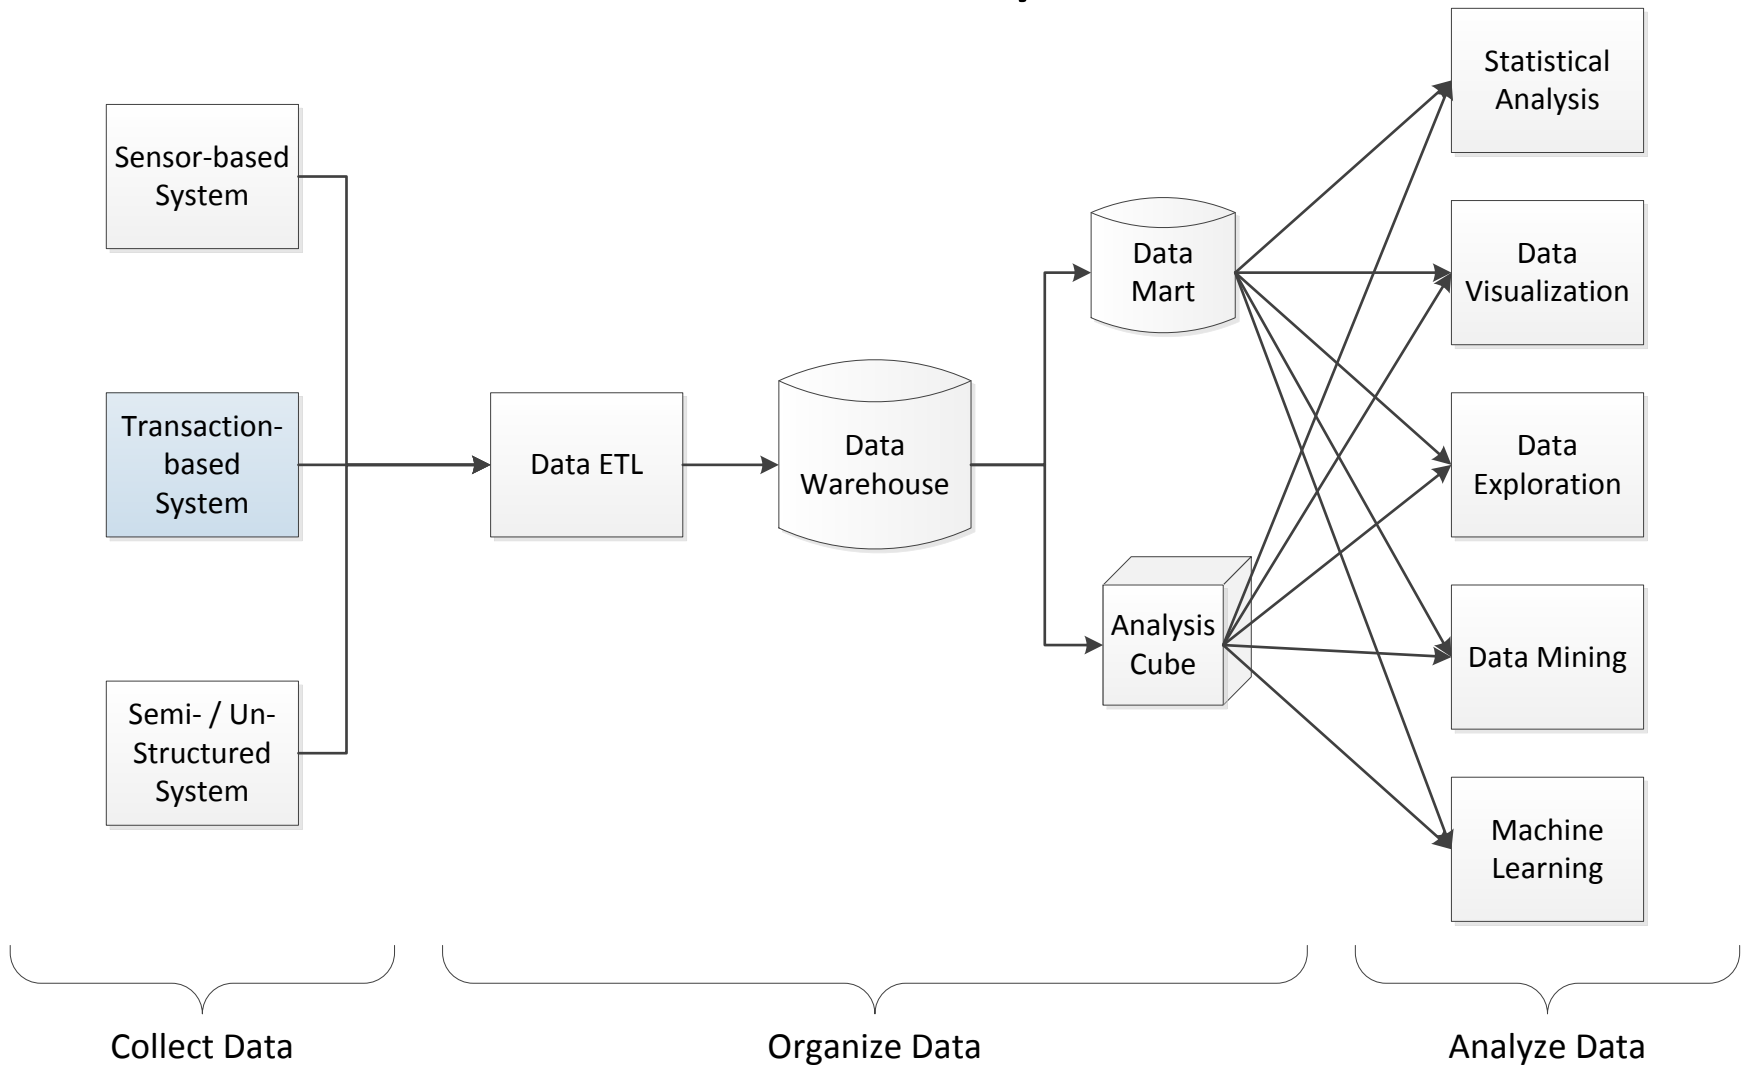 Sensor-based
System
Transaction-
based
System
Semi- / Un-
Structured
System
Data ETL
Data
Warehouse
Data
Mart
Analysis
Cube
Statistical
Analysis
Data
Visualization
Data
Exploration
Data Mining
Machine
Learning
Collect Data
Organize Data
Analyze Data